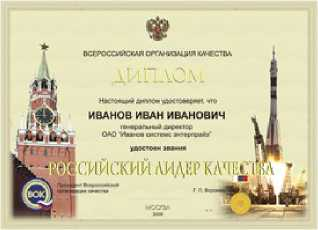 ВСЕРОССИЙСКАЯ ОРГАНИЗАЦИЯ КАЧЕСТВА
ДИПЛОМ
Настоящий диплом удостоверяет, что
ИВАНОВ ИВАН ИВАНОВИЧ
генеральный директор
ОАО "Иванов системс энтерпрайз"
удостоен звания
РОССИЙСКИЙ ЛИДЕР КАЧЕСТВА
ВОК
Президент Всероссийской
организации качества
Г. П. Воронин
МОСКВА